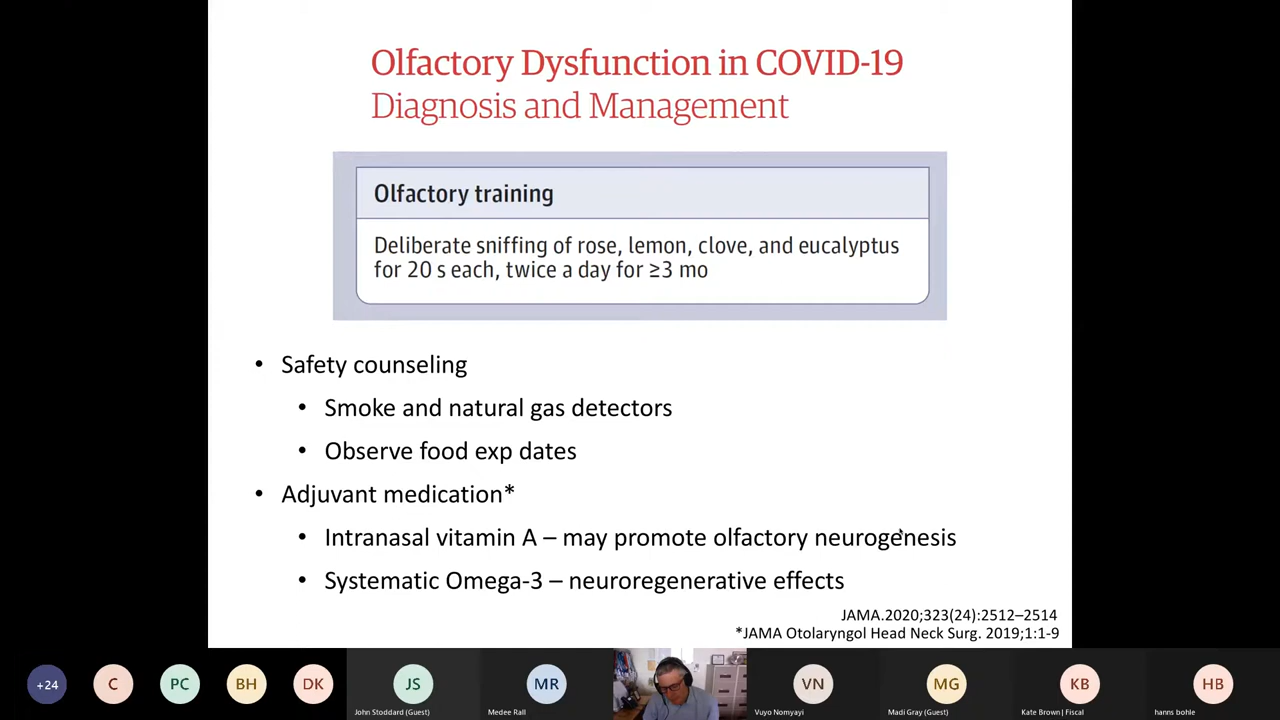 Olfactory Dysfunction in COVID-19
Diagnosis and Management
Olfactory training
Deliberate sniffing of rose, lemon, clove, and eucalyptus
for 20 s each, twice a day for ≥3 mo
• Safety counseling
• Smoke and natural gas detectors
• Observe food exp dates
• Adjuvant medication*
• Intranasal vitamin A – may promote olfactory neurogenesis
• Systematic Omega-3 – neuroregenerative effects
JAMA.2020;323(24):2512–2514
*JAMA Otolaryngol Head Neck Surg. 2019;1:1-9
+24 C PC BH DK JS MR VN MG KB HB
John Stoddard (Guest) Medee Rall Vuyo Nomyayi Madi Gray (Guest) Kate Brown | Fiscal hanns bohle